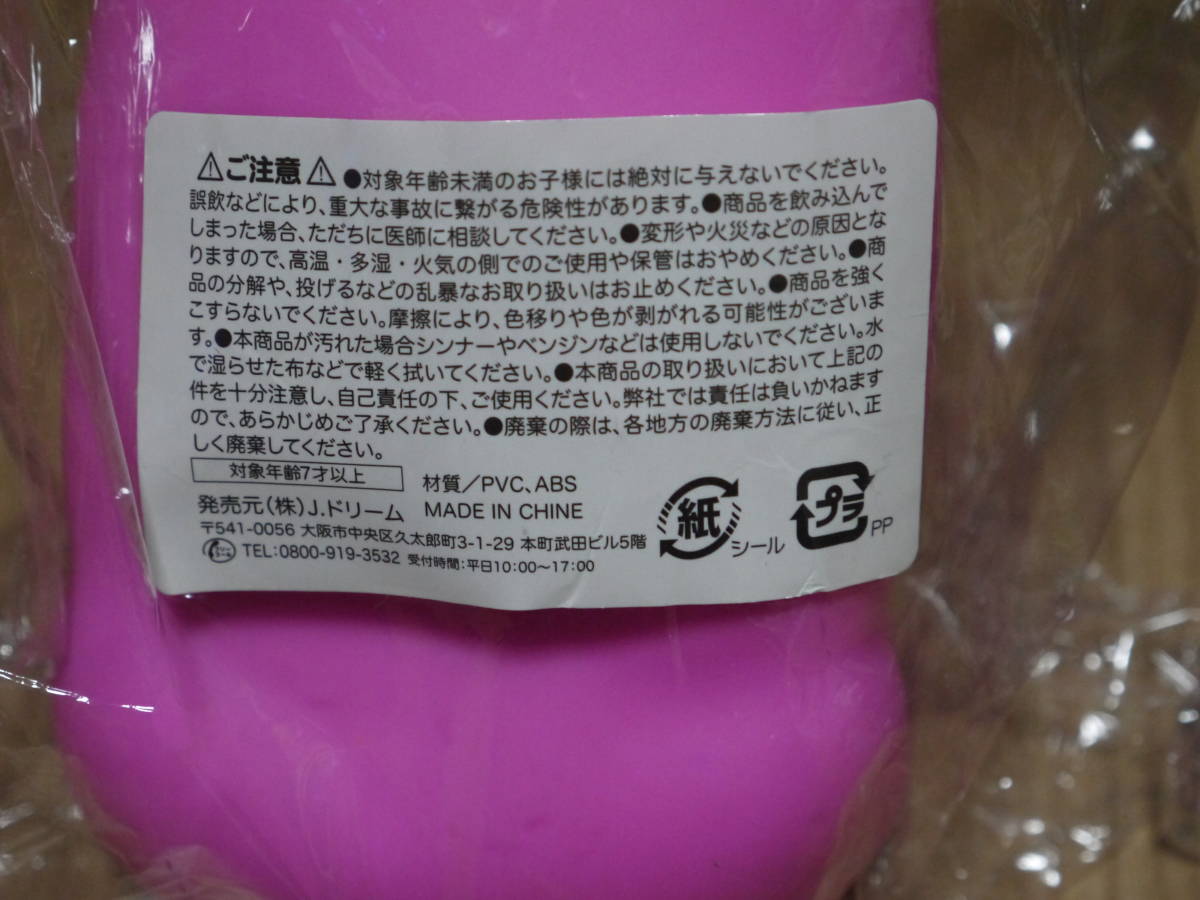 ⚠ご注意⚠ ●対象年齢未満のお子様には絶対に与えないでください。
誤飲などにより、重大な事故に繋がる危険性があります。●商品を飲み込んで
しまった場合、ただちに医師に相談してください。●変形や火災などの原因とな
りますので、高温・多湿・火気の側でのご使用や保管はおやめください。●商
品の分解や、投げるなどの乱暴なお取り扱いはお止めください。●商品を強く
こすらないでください。摩擦により、色移りや色が剥がれる可能性がございま
す。●本商品が汚れた場合シンナーやベンジンなどは使用しないでください。水
で湿らせた布などで軽く拭いてください。●本商品の取り扱いにおいて上記の
件を十分注意し、自己責任の下、ご使用ください。弊社では責任は負いかねます
ので、あらかじめご了承ください。●廃棄の際は、各地方の廃棄方法に従い、正
しく廃棄してください。
対象年齢7才以上
材質/PVC、ABS
発売元(株)J.ドリーム
MADE IN CHINE
〒541-0056 大阪市中央区久太郎町3-1-29 本町武田ビル5階
TEL:0800-919-3532 受付時間:平日10:00〜17:00
紙
シール
プラ
PP